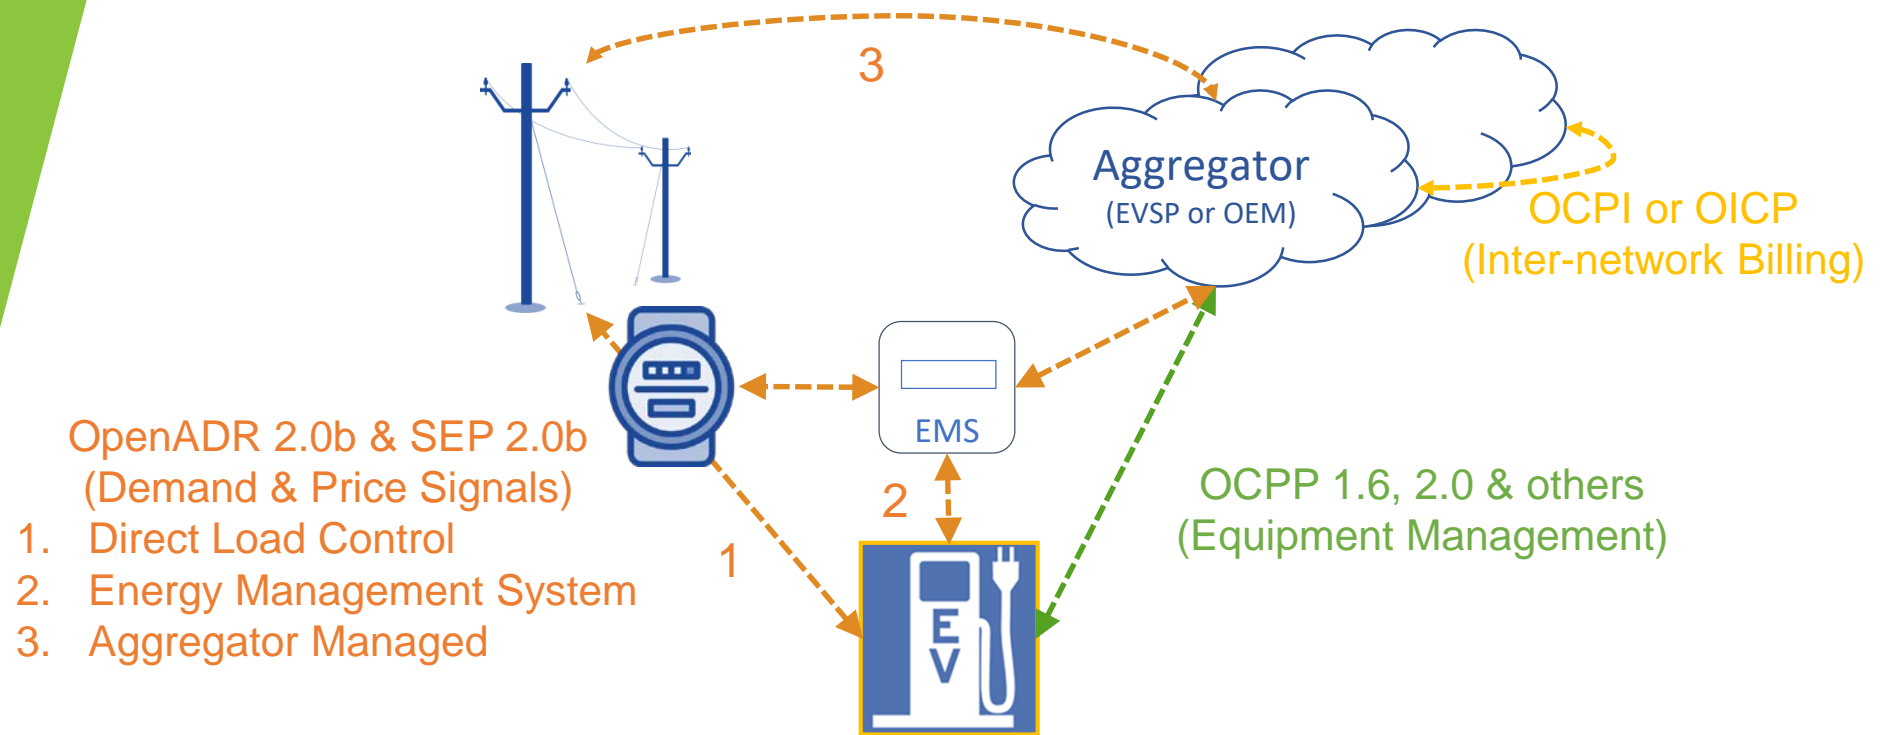 3
Aggregator
(EVSP or OEM)
OCPI or OICP
(Inter-network Billing)
EMS
OpenADR 2.0b & SEP 2.0b
(Demand & Price Signals)
1. Direct Load Control
2. Energy Management System
3. Aggregator Managed
2
1
OCPP 1.6, 2.0 & others
(Equipment Management)
E
V